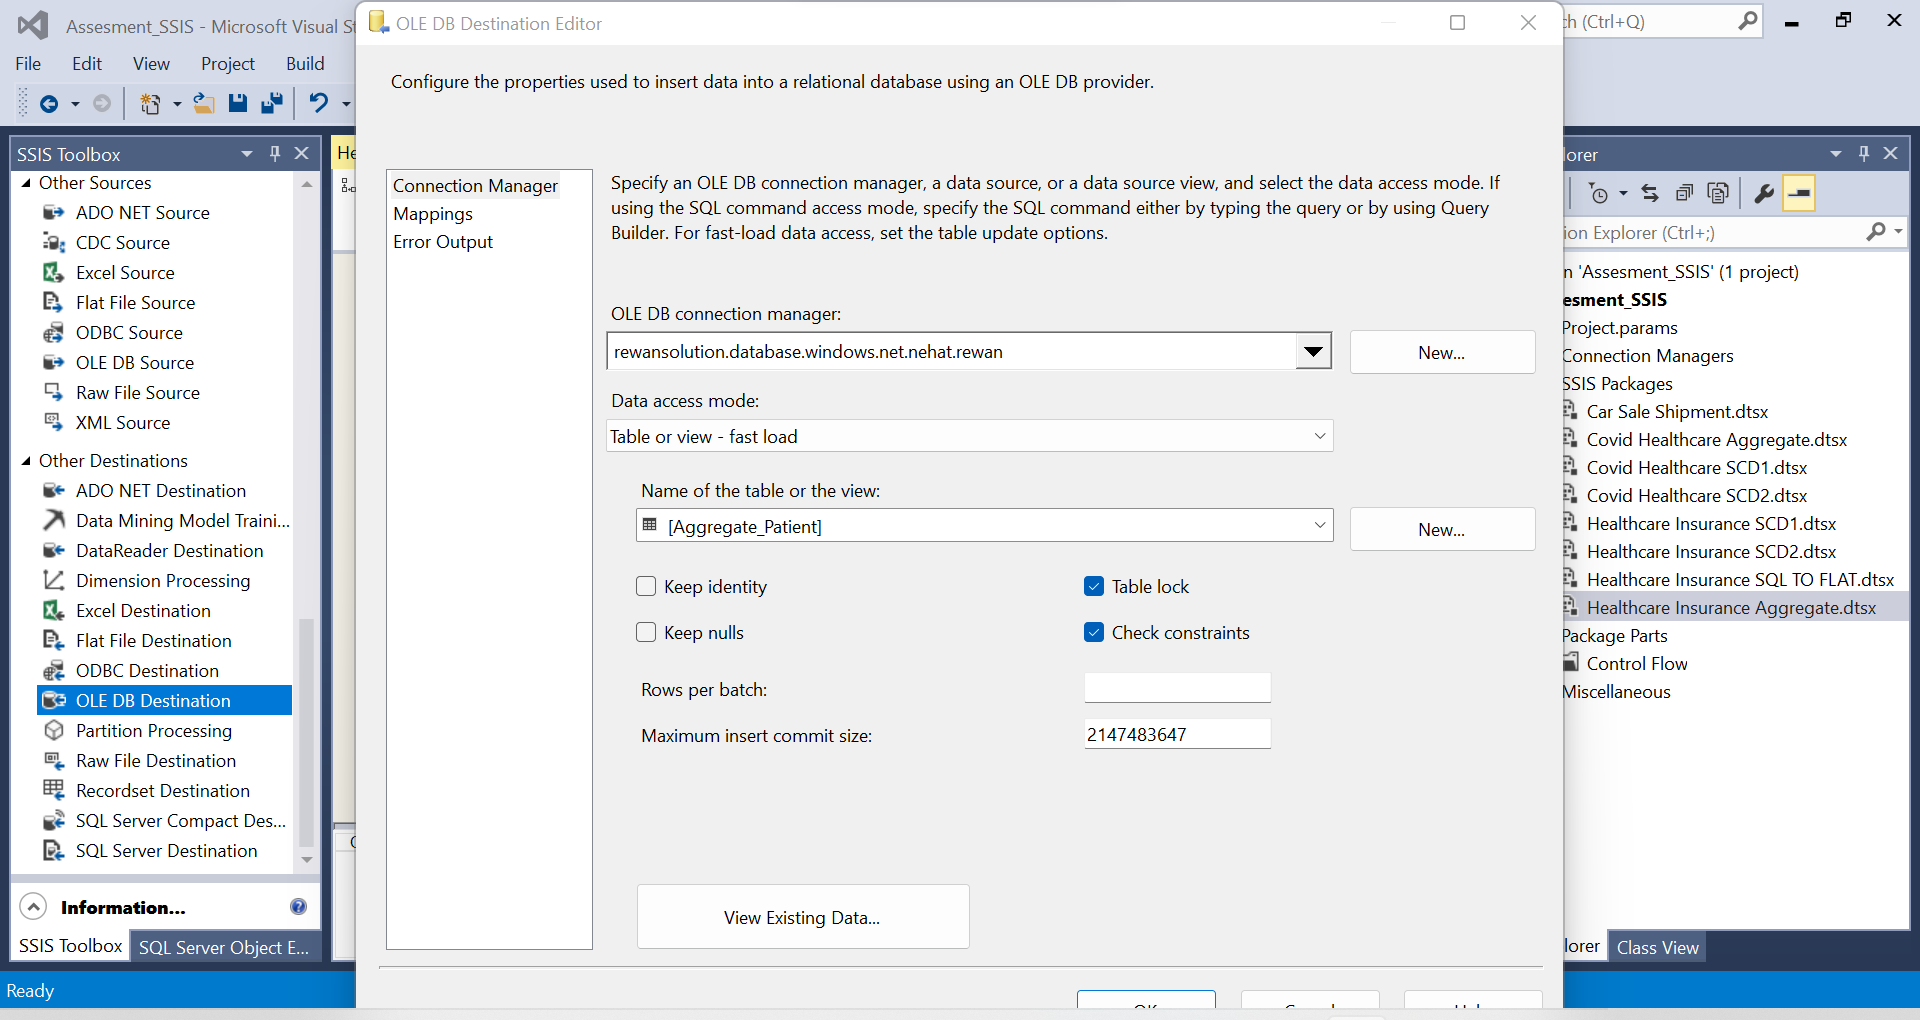 Assesment_SSIS - Microsoft Visual St
OLE DB Destination Editor
ch (Ctrl+Q)
File Edit View Project Build
Configure the properties used to insert data into a relational database using an OLE DB provider.
SSIS Toolbox
He
Other Sources
ADO NET Source
CDC Source
Excel Source
Flat File Source
ODBC Source
OLE DB Source
Raw File Source
XML Source
Other Destinations
ADO NET Destination
Data Mining Model Traini...
DataReader Destination
Dimension Processing
Excel Destination
Flat File Destination
ODBC Destination
OLE DB Destination
Partition Processing
Raw File Destination
Recordset Destination
SQL Server Compact Des...
SQL Server Destination
Information...
SSIS Toolbox
SQL Server Object E...
Ready
Connection Manager
Mappings
Error Output
Specify an OLE DB connection manager, a data source, or a data source view, and select the data access mode. If
using the SQL command access mode, specify the SQL command either by typing the query or by using Query
Builder. For fast-load data access, set the table update options.
OLE DB connection manager:
rewansolution.database.windows.net.nehat.rewan
New...
Data access mode:
Table or view - fast load
Name of the table or the view:
[Aggregate_Patient]
New...
Keep identity
Table lock
Keep nulls
Check constraints
Rows per batch:
Maximum insert commit size:
2147483647
View Existing Data...
OK
Cancel
Help
lorer
ion Explorer (Ctrl+;)
n 'Assesment_SSIS' (1 project)
esment_SSIS
Project.params
Connection Managers
SSIS Packages
Car Sale Shipment.dtsx
Covid Healthcare Aggregate.dtsx
Covid Healthcare SCD1.dtsx
Covid Healthcare SCD2.dtsx
Healthcare Insurance SCD1.dtsx
Healthcare Insurance SCD2.dtsx
Healthcare Insurance SQL TO FLAT.dtsx
Healthcare Insurance Aggregate.dtsx
Package Parts
Control Flow
Miscellaneous
lorer
Class View